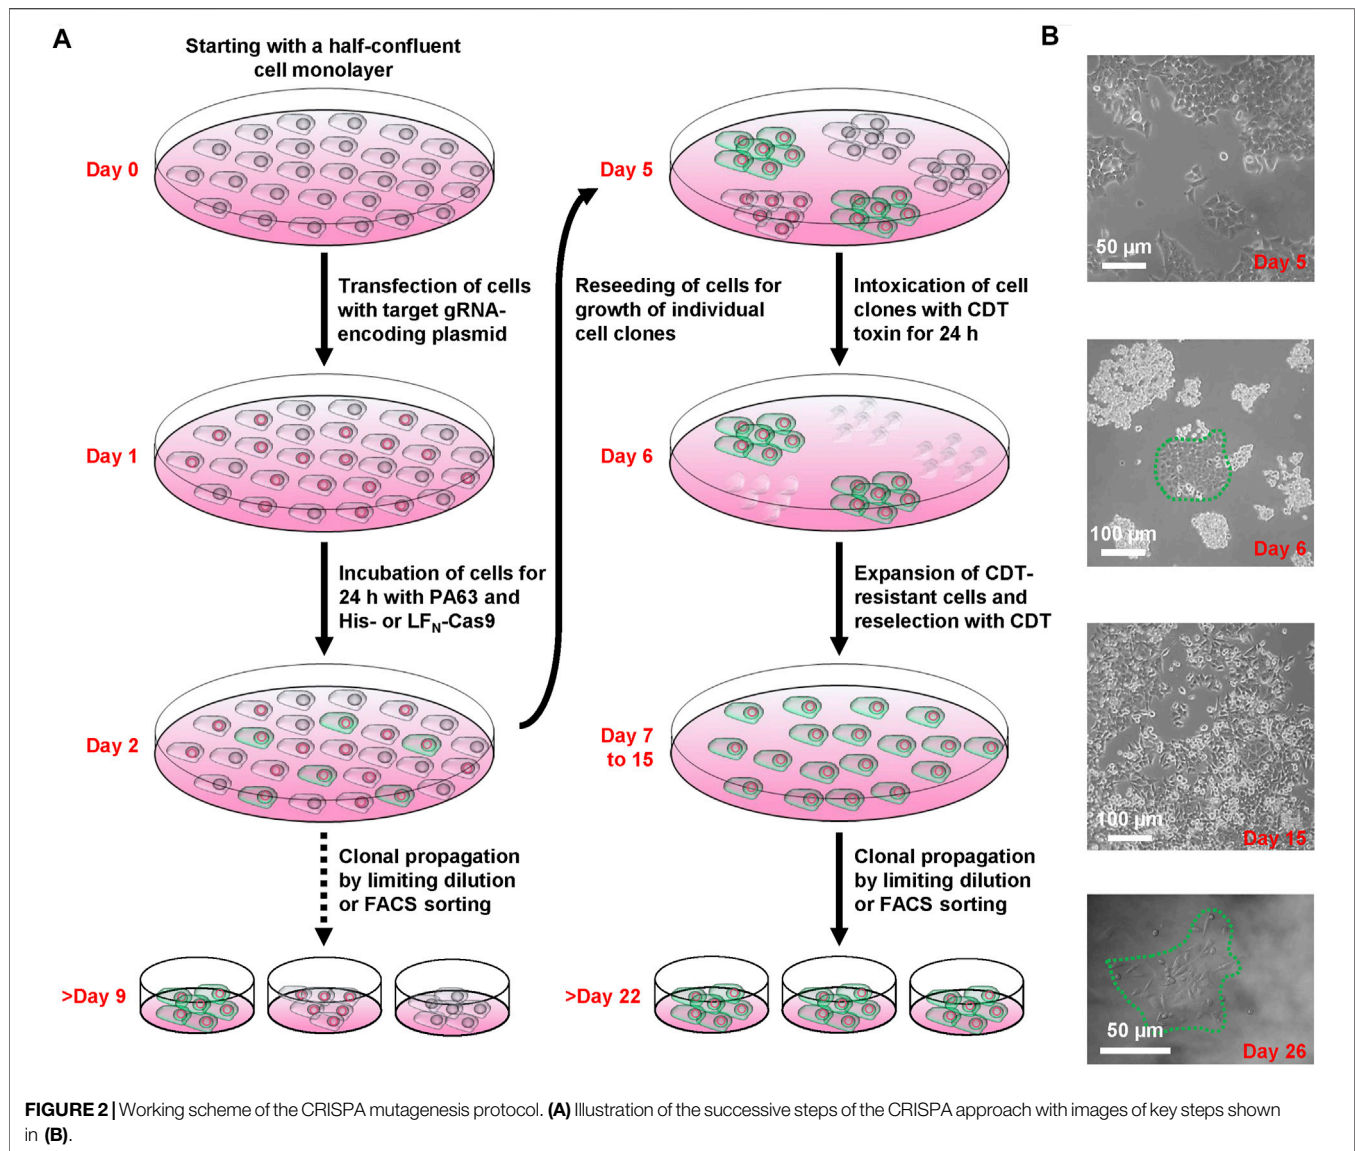 A
Starting with a half-confluent
cell monolayer
Day 0
Transfection of cells
with target gRNA-
encoding plasmid
Day 1
Incubation of cells for
24 h with PA63 and
His- or LFN-Cas9
Day 2
Clonal propagation
by limiting dilution
or FACS sorting
>Day 9
Reseeding of cells for
growth of individual
cell clones
Day 5
Intoxication of cell
clones with CDT
toxin for 24 h
Day 6
Expansion of CDT-
resistant cells and
reselection with CDT
Day 7
to 15
Clonal propagation
by limiting dilution
or FACS sorting
>Day 22
B
50 µm
Day 5
100 µm
Day 6
100 µm
Day 15
50 µm
Day 26
FIGURE 2 | Working scheme of the CRISPA mutagenesis protocol. (A) Illustration of the successive steps of the CRISPA approach with images of key steps shown
in (B).